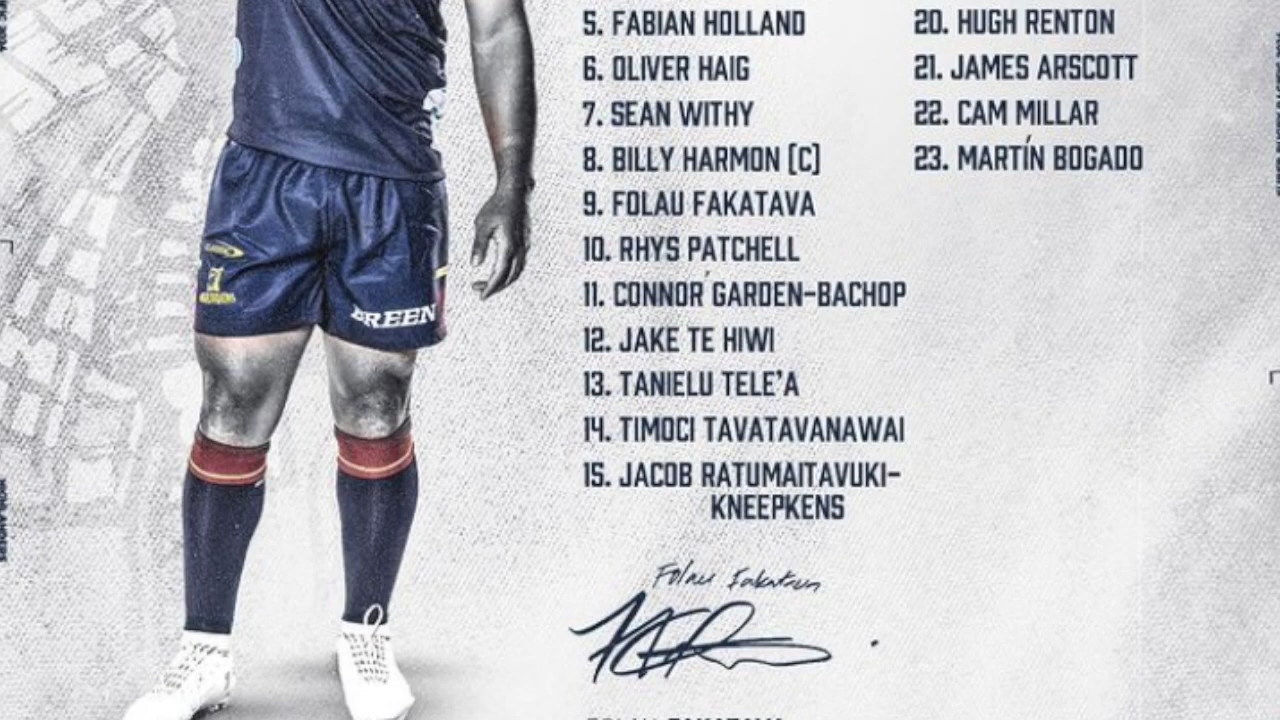 5. FABIAN HOLLAND
6. OLIVER HAIG
7. SEAN WITHY
8. BILLY HARMON (C)
9. FOLAU FAKATAVA
10. RHYS PATCHELL
11. CONNOR GARDEN-BACHOP
12. JAKE TE HIWI
13. TANIELU TELE'A
14. TIMOCI TAVATAVANAWAI
15. JACOB RATUMAITAVUKI-
KNEEPKENS
20. HUGH RENTON
21. JAMES ARSCOTT
22. CAM MILLAR
23. MARTÍN BOGADO
Folau Fakatava